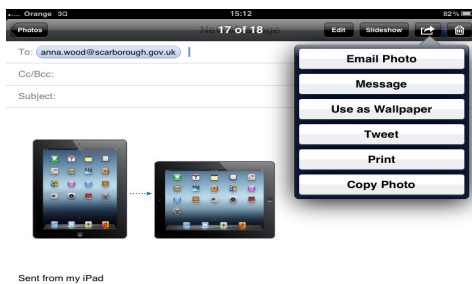 Orange 3G 15:12 82%
Photos 17 of 18 Edit Slideshow
To: anna.wood@scarborough.gov.uk
Cc/Bcc:
Subject:
Email Photo
Message
Use as Wallpaper
Tweet
Print
Copy Photo
Sent from my iPad